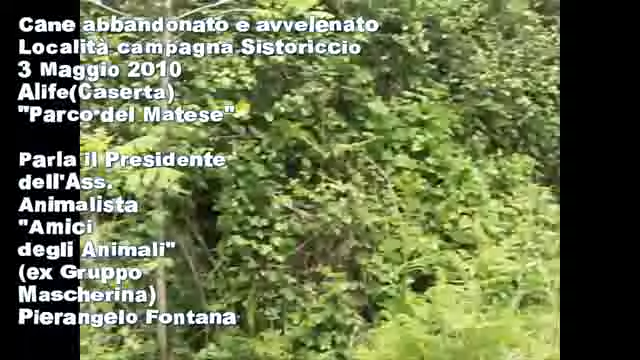 Cane abbandonato e avvelenato
Località campagna Sistoriccio
3 Maggio 2010
Alife(Caserta)
"Parco del Matese"
Parla il Presidente
dell'Ass.
Animalista
"Amici
degli Animali"
(ex Gruppo
Mascherina)
Pierangelo Fontana